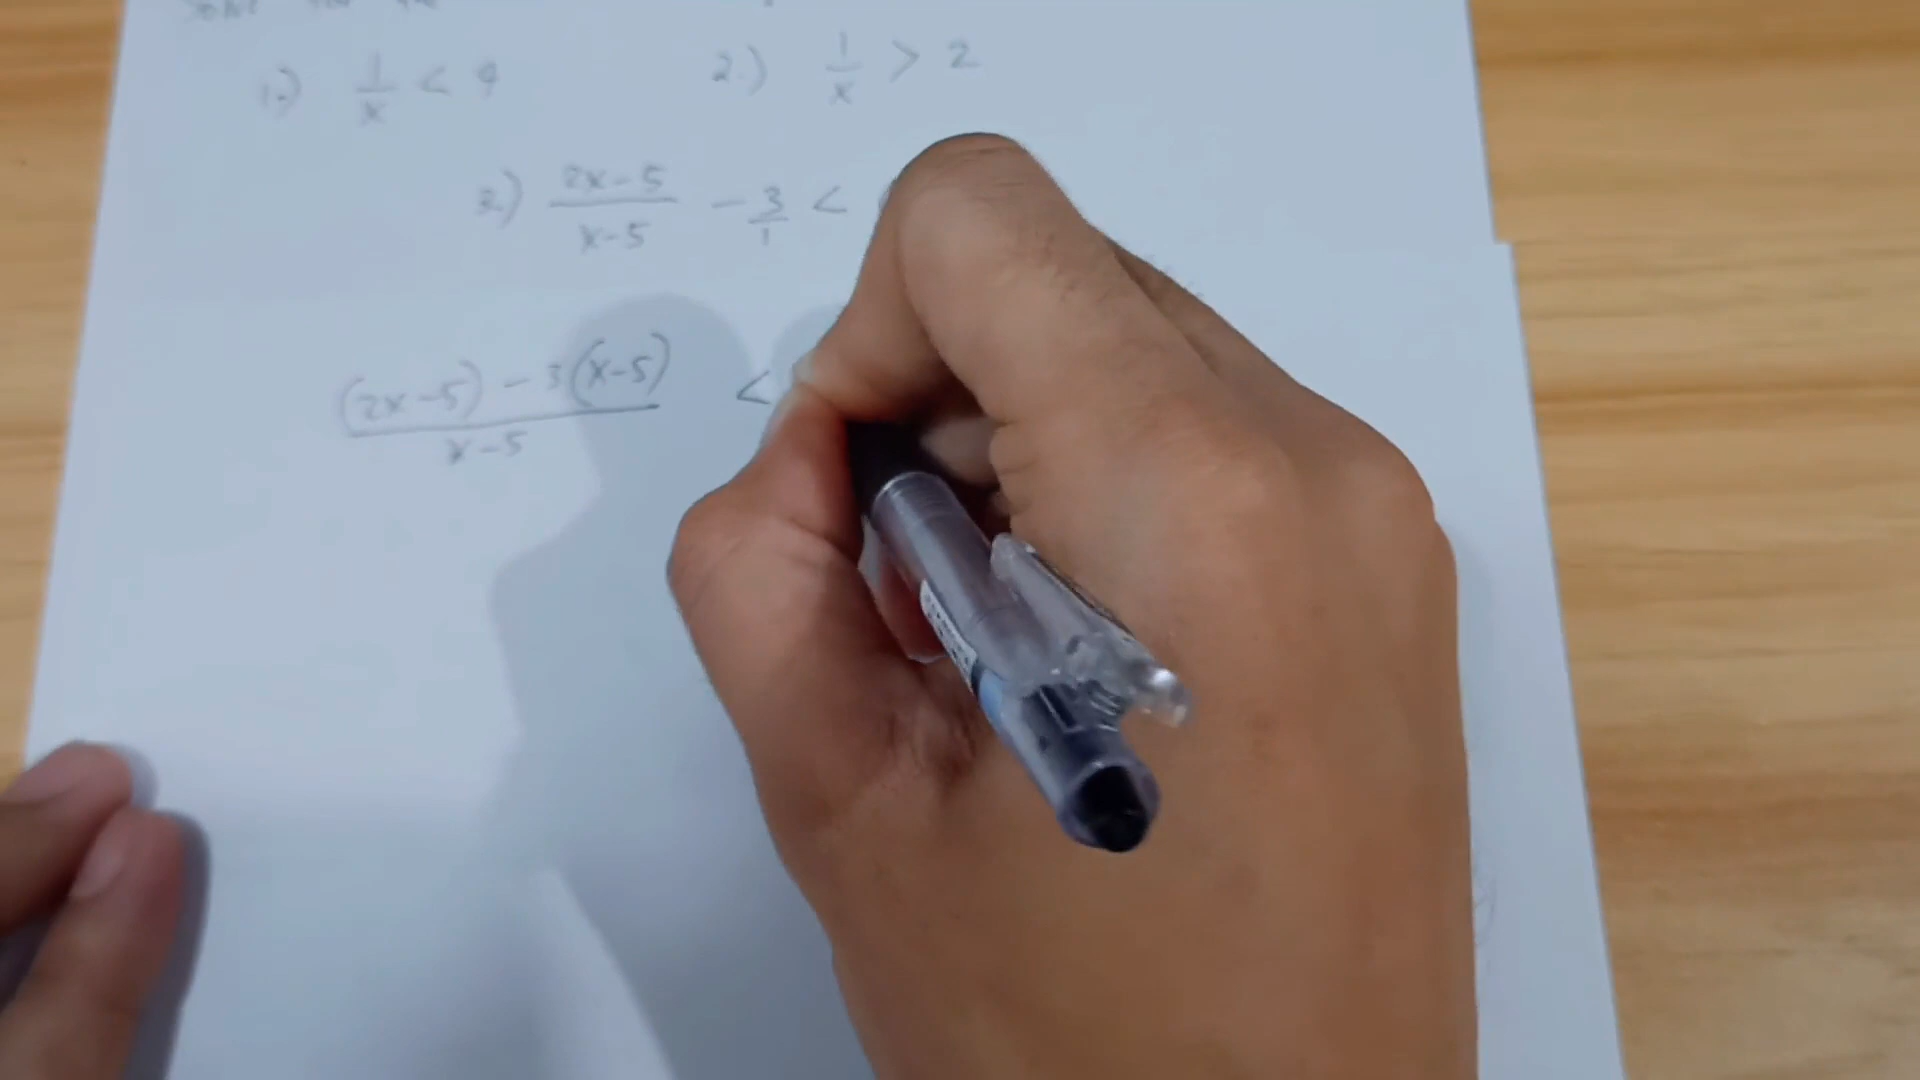 1.) 1/x < 4 2.) 1/x > 2
3) (2x-5)/(x-5) - 3/1 <
((2x-5) - 3(x-5))/(x-5) <